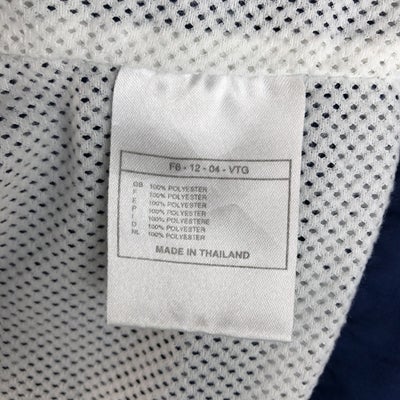 F6 - 12 - 04 - VTG
GB 100% POLYESTER
F 100% POLYESTER
E 100% POLYESTER
P 100% POLYESTER
I 100% POLYESTERE
D 100% POLYESTER
NL 100% POLYESTER
MADE IN THAILAND